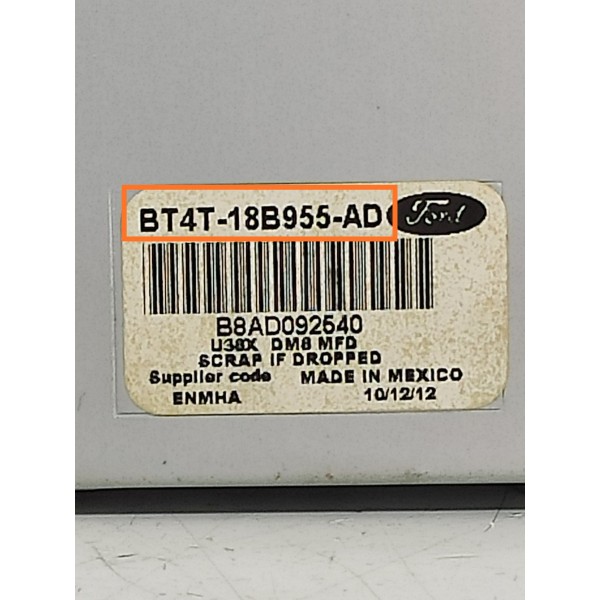 BT4T-18B955-AD Ford
B8AD092540
U38X DM8 MFD
SCRAP IF DROPPED
Supplier code MADE IN MEXICO
ENMHA 10/12/12